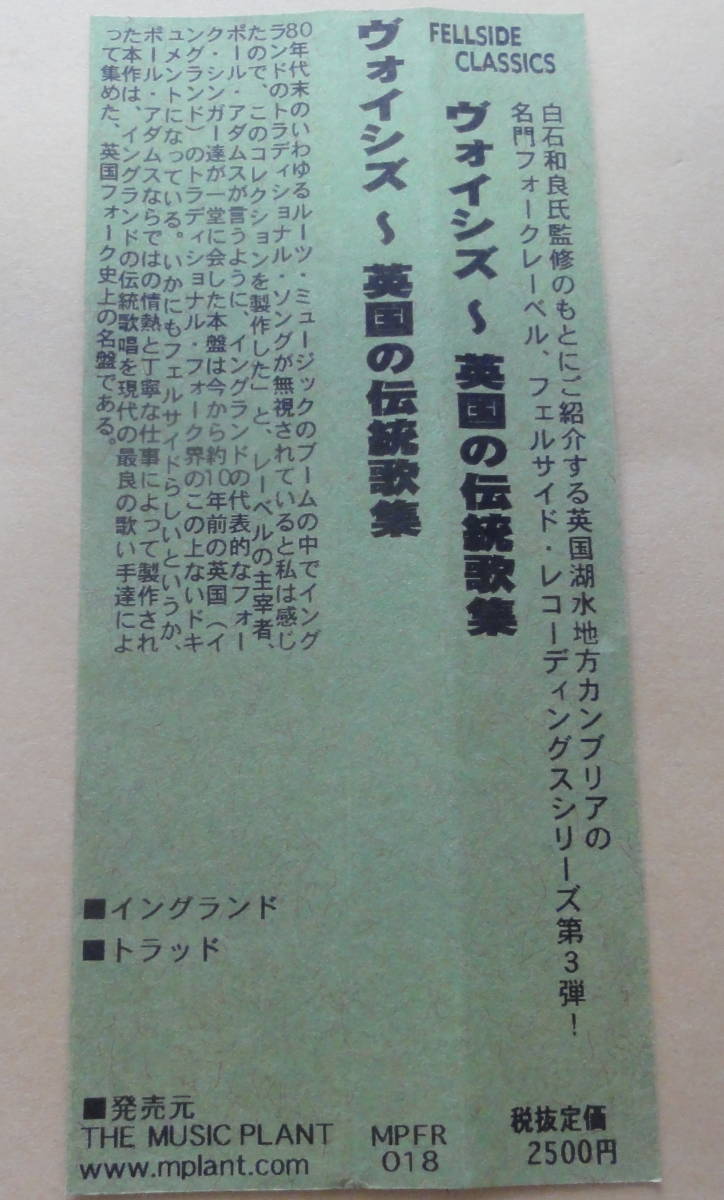 FELLSIDE
CLASSICS
白石和良氏監修のもとにご紹介する英国湖水地方カンブリアの
名門フォークレーベル、フェルサイド・レコーディングスシリーズ第3弾!
ヴォイシズ〜英国の伝統歌集
ヴォイシズ〜英国の伝統歌集
80年代末のいわゆるルーツ・ミュージックのブームの中でイング
ランドのトラディショナル・ソングが無視されていると私は感じ
たので、このコレクションを製作した」と、レーベルの主宰者、
ポール・アダムスが言うように、イングランドの代表的なフォー
ク・シンガー達が一堂に会した本盤は今から約10年前の英国(イ
ングランド)のトラディショナル・フォーク界のこの上ないドキ
ュメントになっている。いかにもフェルサイドらしいというか、
ポール・アダムスならではの情熱と丁寧な仕事によって製作され
た本作は、イングランドの伝統歌唱を現代の最良の歌い手達によ
って集めた、英国フォーク史上の名盤である。
■イングランド
■トラッド
■発売元
THE MUSIC PLANT
www.mplant.com
MPFR
018
税抜定価
2500円